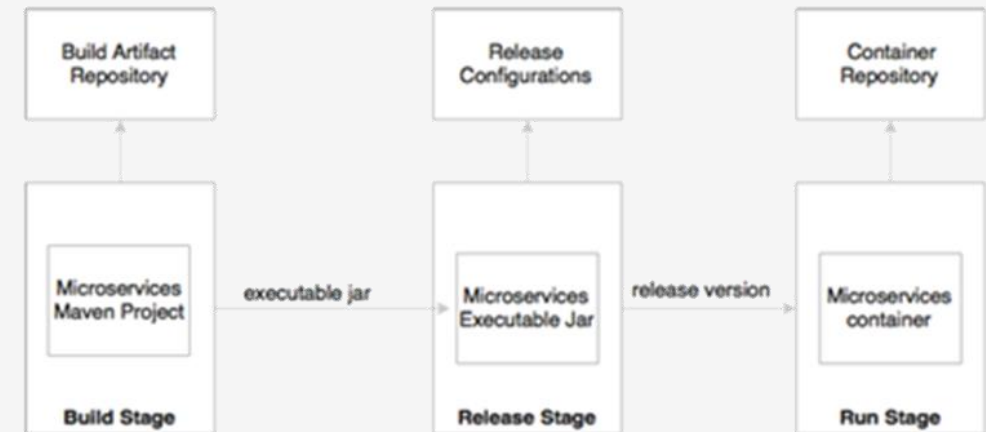 Build Artifact
Repository
Release
Configurations
Container
Repository
Microservices
Maven Project
executable jar
Microservices
Executable Jar
release version
Microservices
container
Build Stage
Release Stage
Run Stage